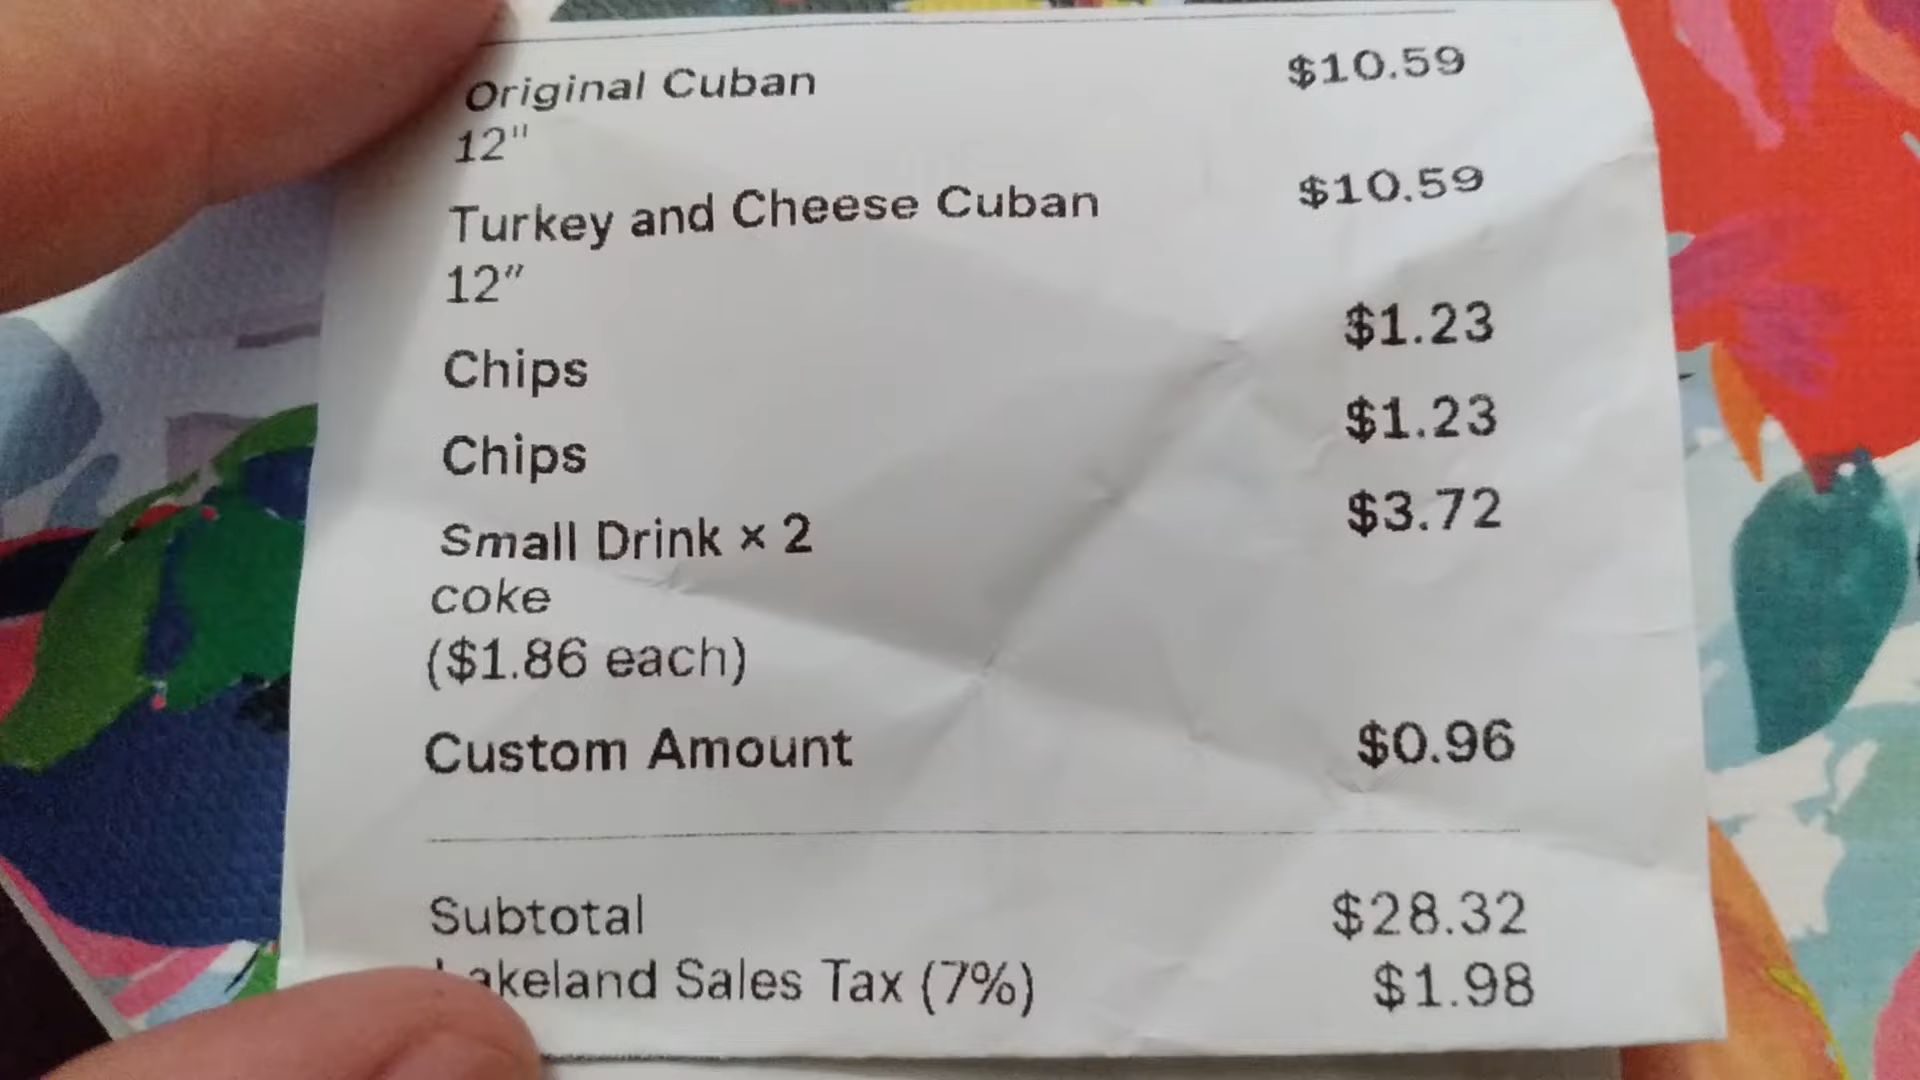 Original Cuban $10.59
12"
Turkey and Cheese Cuban $10.59
12"
Chips $1.23
Chips $1.23
Small Drink × 2 $3.72
coke
($1.86 each)
Custom Amount $0.96
Subtotal $28.32
Lakeland Sales Tax (7%) $1.98